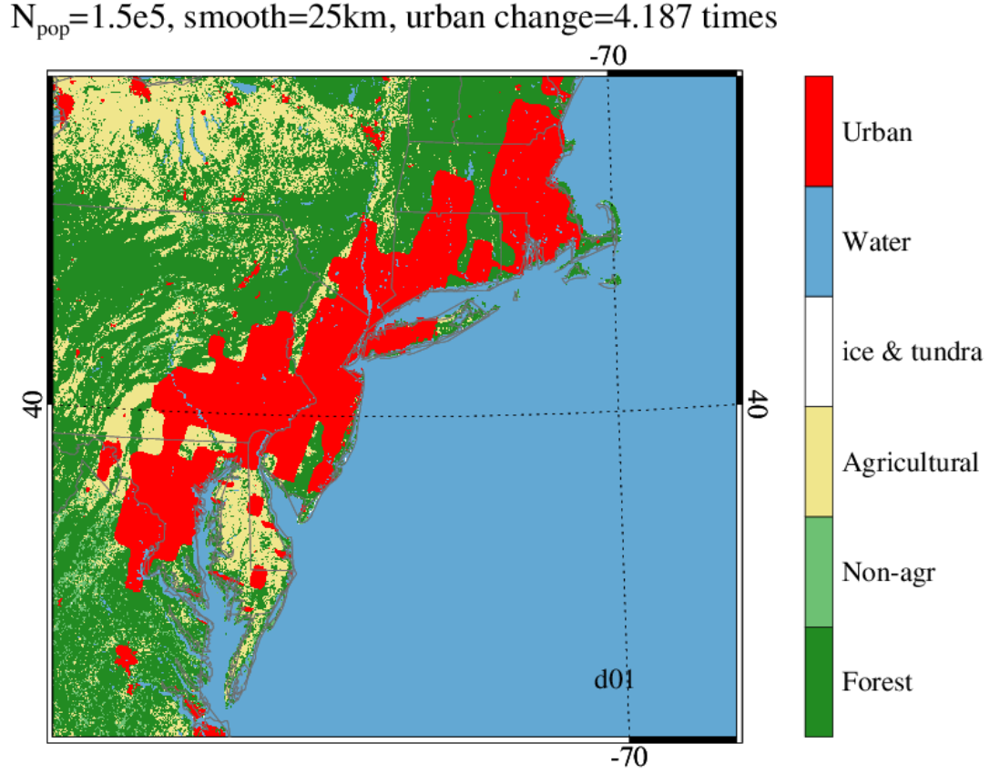 N_pop=1.5e5, smooth=25km, urban change=4.187 times
-70
Urban
Water
ice & tundra
40
40
Agricultural
Non-agr
d01
Forest
-70